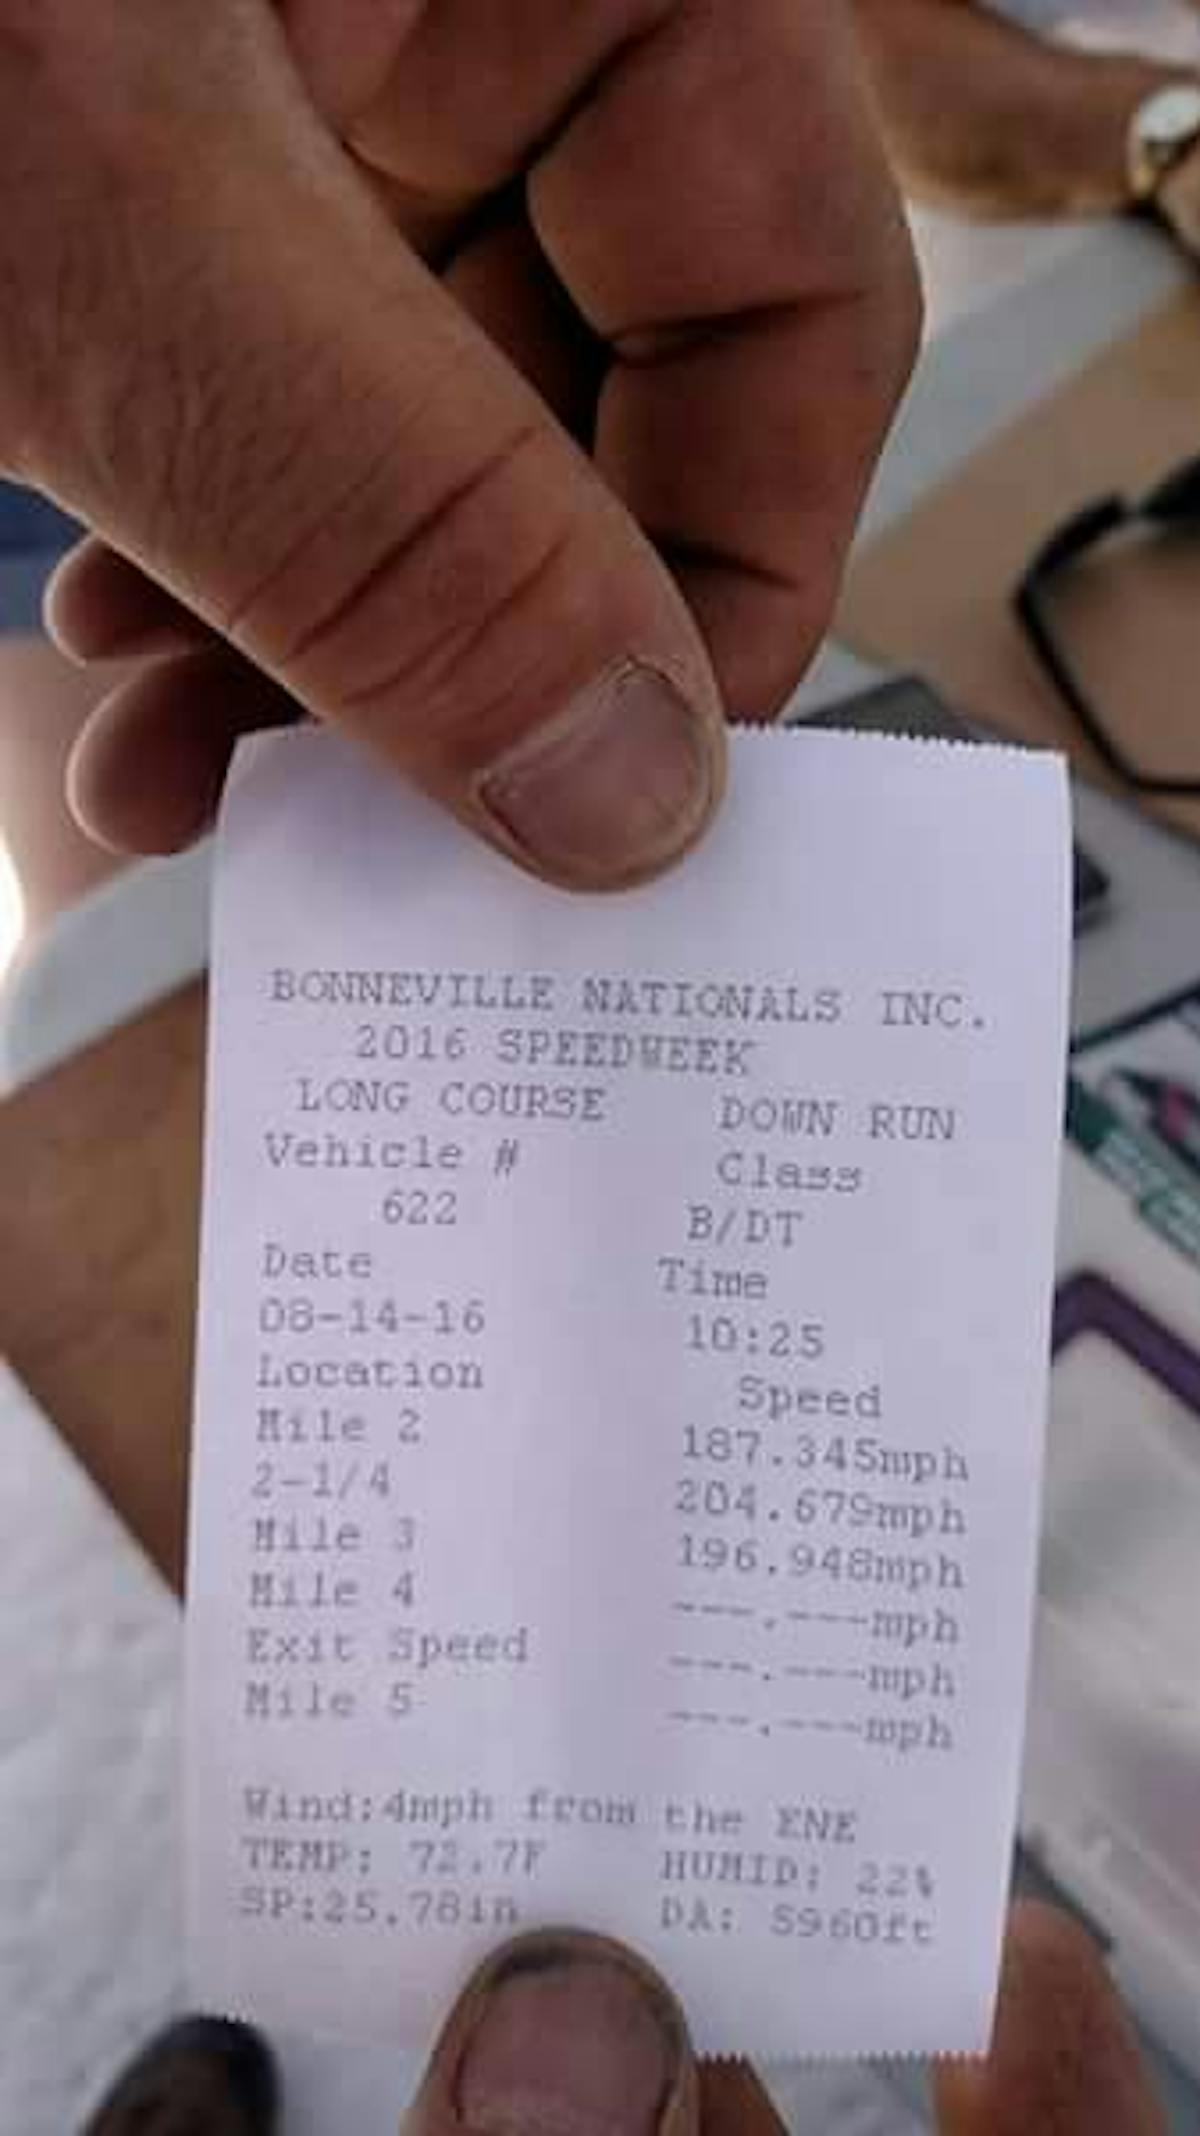 BONNEVILLE NATIONALS INC.
2016 SPEEDWEEK
LONG COURSE DOWN RUN
Vehicle # Class
622 B/DT
Date Time
08-14-16 10:25
Location Speed
Mile 2 187.345mph
2-1/4 204.679mph
Mile 3 196.948mph
Mile 4 ---.---mph
Exit Speed ---.---mph
Mile 5 ---.---mph
Wind:4mph from the ENE
TEMP: 72.7F HUMID: 22%
SP:25.78in DA: 5960ft